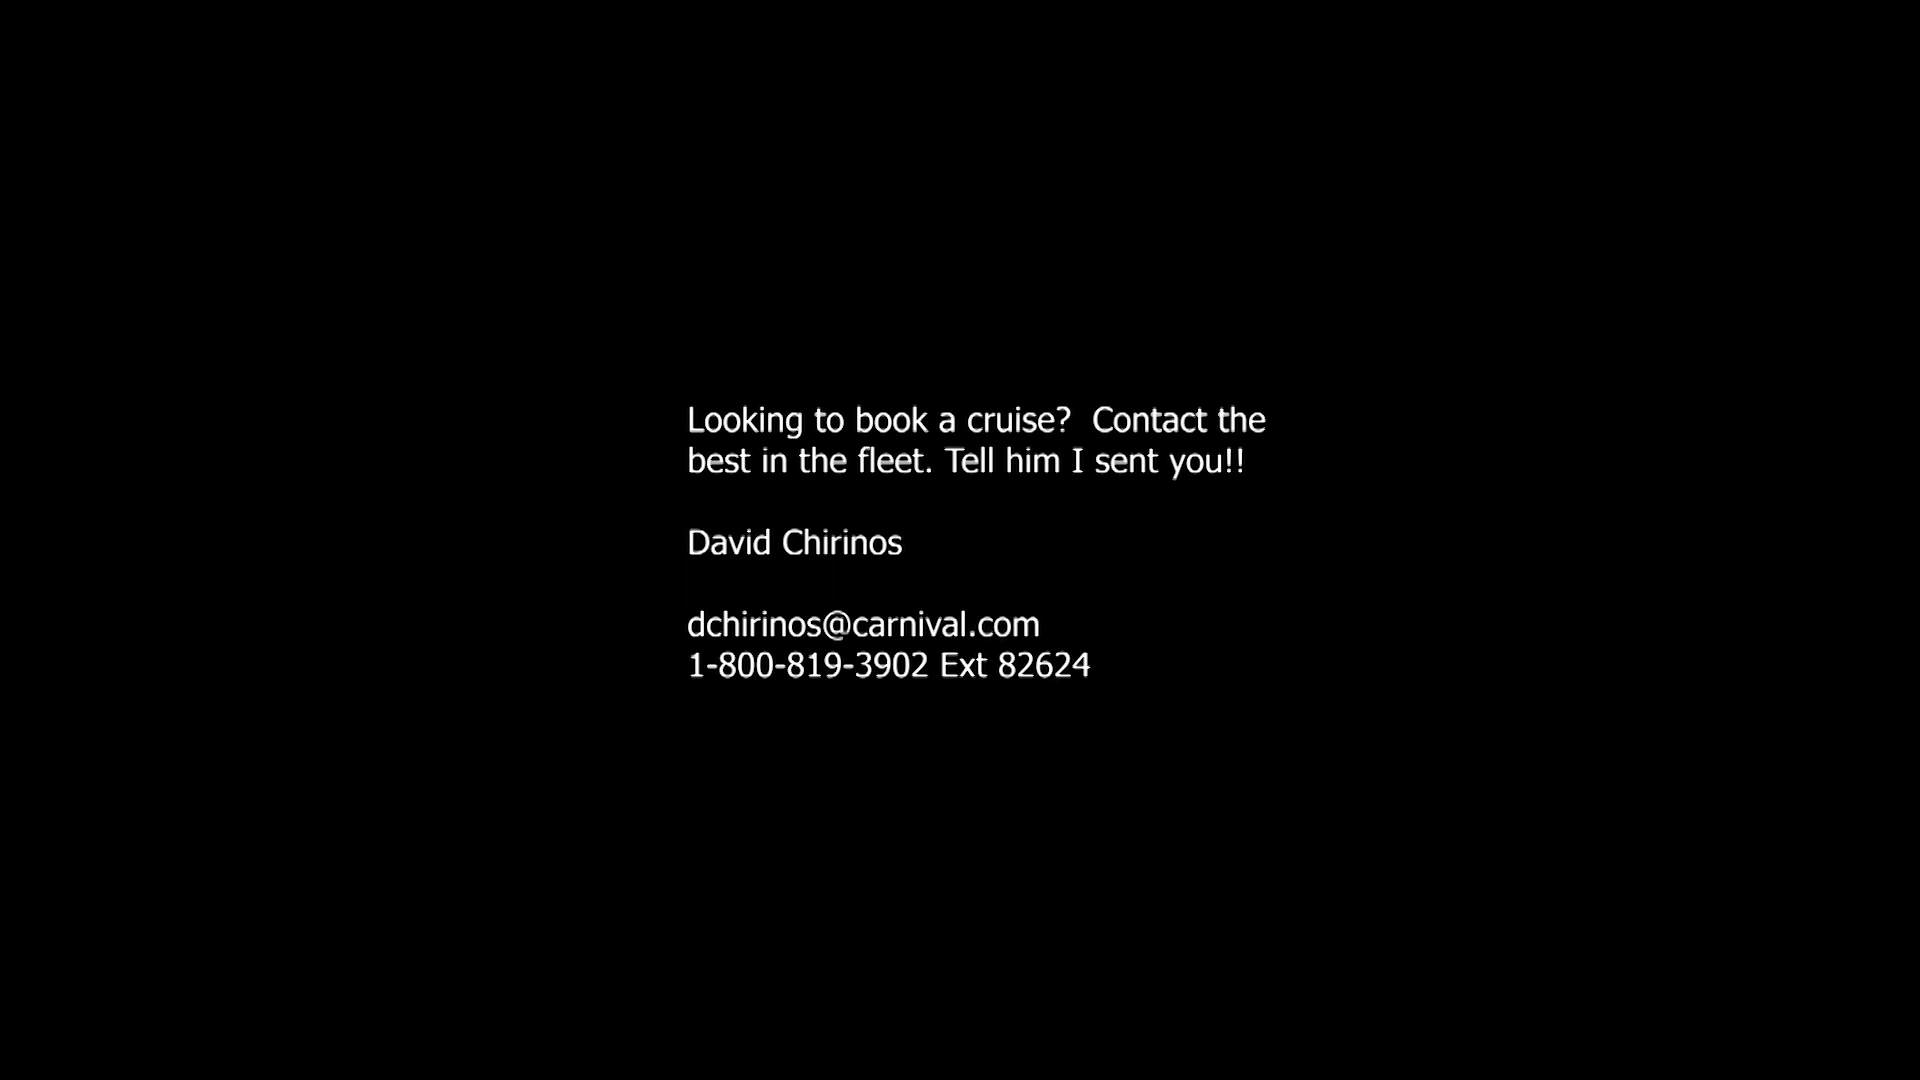 Looking to book a cruise?  Contact the
best in the fleet. Tell him I sent you!!
David Chirinos
dchirinos@carnival.com
1-800-819-3902 Ext 82624